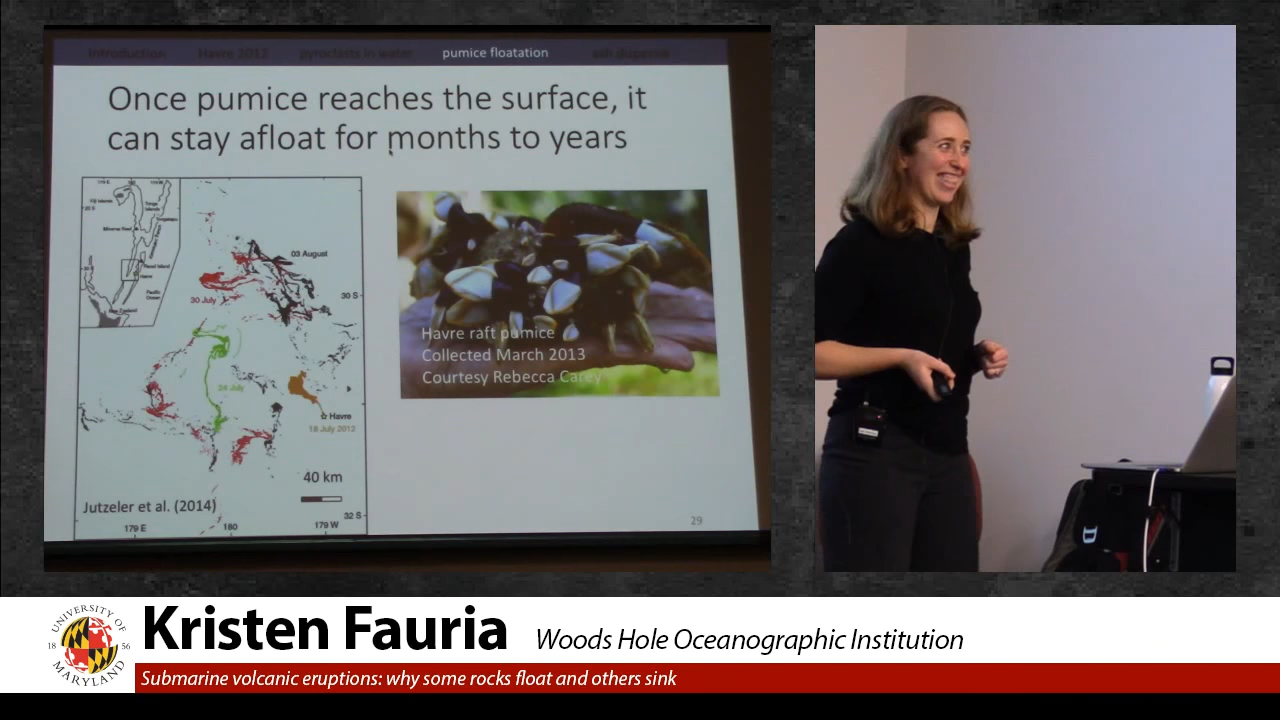 Introduction Havre 2012 pyroclasts in water pumice floatation ash dispersal
Once pumice reaches the surface, it
can stay afloat for months to years
03 August
30 S
30 July
24 July
Havre
18 July 2012
40 km
Jutzeler et al. (2014)
32 S
179 E 180 179 W
Havre raft pumice
Collected March 2013
Courtesy Rebecca Carey
29
UNIVERSITY OF
18 56
MARYLAND
Kristen Fauria Woods Hole Oceanographic Institution
Submarine volcanic eruptions: why some rocks float and others sink